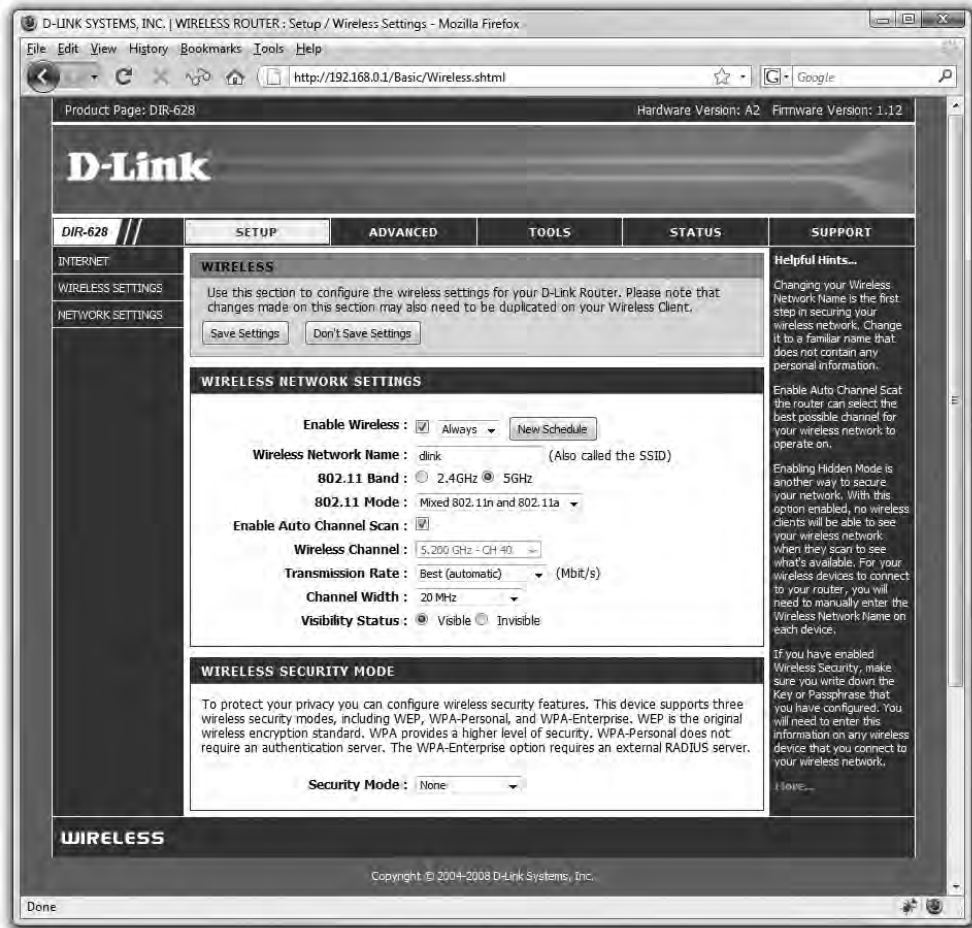 D-LINK SYSTEMS, INC. | WIRELESS ROUTER : Setup / Wireless Settings - Mozilla Firefox
File Edit View History Bookmarks Tools Help
http://192.168.0.1/Basic/Wireless.shtml
G Google
Product Page: DIR-628 Hardware Version: A2 Firmware Version: 1.12
D-Link
DIR-628 SETUP ADVANCED TOOLS STATUS SUPPORT
INTERNET
WIRELESS SETTINGS
NETWORK SETTINGS
WIRELESS
Use this section to configure the wireless settings for your D-Link Router. Please note that
changes made on this section may also need to be duplicated on your Wireless Client.
Save Settings Don't Save Settings
WIRELESS NETWORK SETTINGS
Enable Wireless : Always New Schedule
Wireless Network Name : dlink (Also called the SSID)
802.11 Band : 2.4GHz 5GHz
802.11 Mode : Mixed 802.11n and 802.11a
Enable Auto Channel Scan :
Wireless Channel : 5.200 GHz - CH 40
Transmission Rate : Best (automatic) (Mbit/s)
Channel Width : 20 MHz
Visibility Status : Visible Invisible
WIRELESS SECURITY MODE
To protect your privacy you can configure wireless security features. This device supports three
wireless security modes, including WEP, WPA-Personal, and WPA-Enterprise. WEP is the original
wireless encryption standard. WPA provides a higher level of security. WPA-Personal does not
require an authentication server. The WPA-Enterprise option requires an external RADIUS server.
Security Mode : None
Helpful Hints...
Changing your Wireless
Network Name is the first
step in securing your
wireless network. Change
it to a familiar name that
does not contain any
personal information.
Enable Auto Channel Scat
the router can select the
best possible channel for
your wireless network to
operate on.
Enabling Hidden Mode is
another way to secure
your network. With this
option enabled, no wireless
clients will be able to see
your wireless network
when they scan to see
what's available. For your
wireless devices to connect
to your router, you will
need to manually enter the
Wireless Network Name on
each device.
If you have enabled
Wireless Security, make
sure you write down the
Key or Passphrase that
you have configured. You
will need to enter this
information on any wireless
device that you connect to
your wireless network.
More...
WIRELESS
Copyright © 2004-2008 D-Link Systems, Inc.
Done